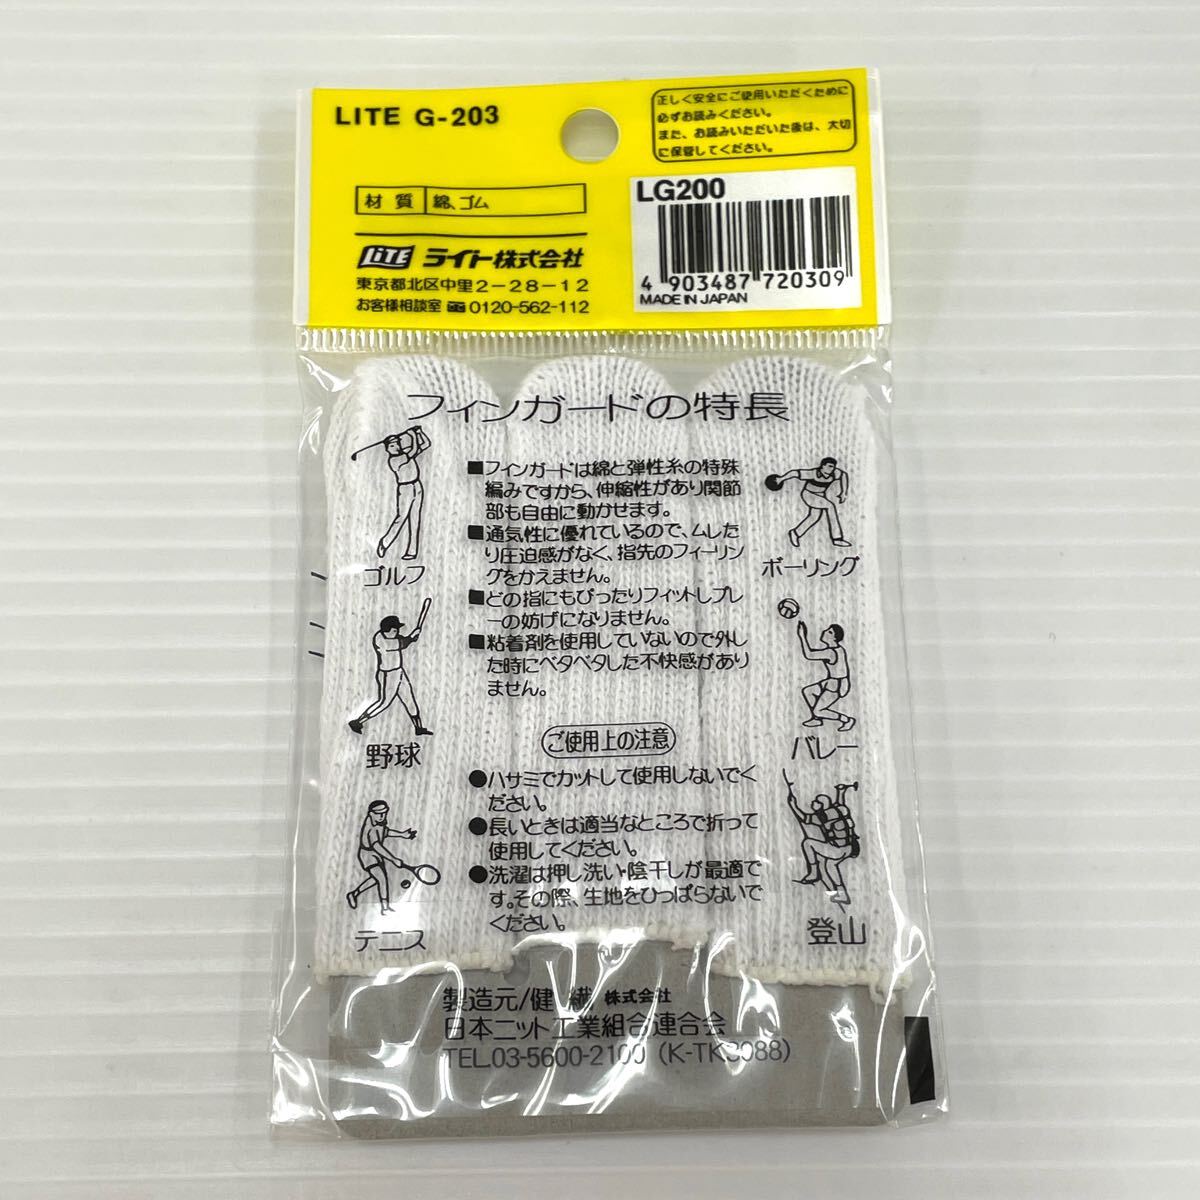 LITE G-203
正しく安全にご使用いただくために
必ずお読みください。
また、お読みいただいた後は、大切
に保管してください。
材質 綿、ゴム
LITE ライト株式会社
東京都北区中里2-28-12
お客様相談室 0120-562-112
LG200
4 903487 720309
MADE IN JAPAN
フィンガードの特長
■フィンガードは綿と弾性糸の特殊
編みですから、伸縮性があり関節
部も自由に動かせます。
■通気性に優れているので、ムレた
り圧迫感がなく、指先のフィーリン
グをかえません。
■どの指にもぴったりフィットしプレ
ーの妨げになりません。
■粘着剤を使用していないので外し
た時にベタベタした不快感があり
ません。
ゴルフ
野球
テニス
ボーリング
バレー
登山
ご使用上の注意
●ハサミでカットして使用しないでく
ださい。
●長いときは適当なところで折って
使用してください。
●洗濯は押し洗い・陰干しが最適で
す。その際、生地をひっぱらないで
ください。
製造元/健繊株式会社
日本ニット工業組合連合会
TEL.03-5600-2100 (K-TK3088)